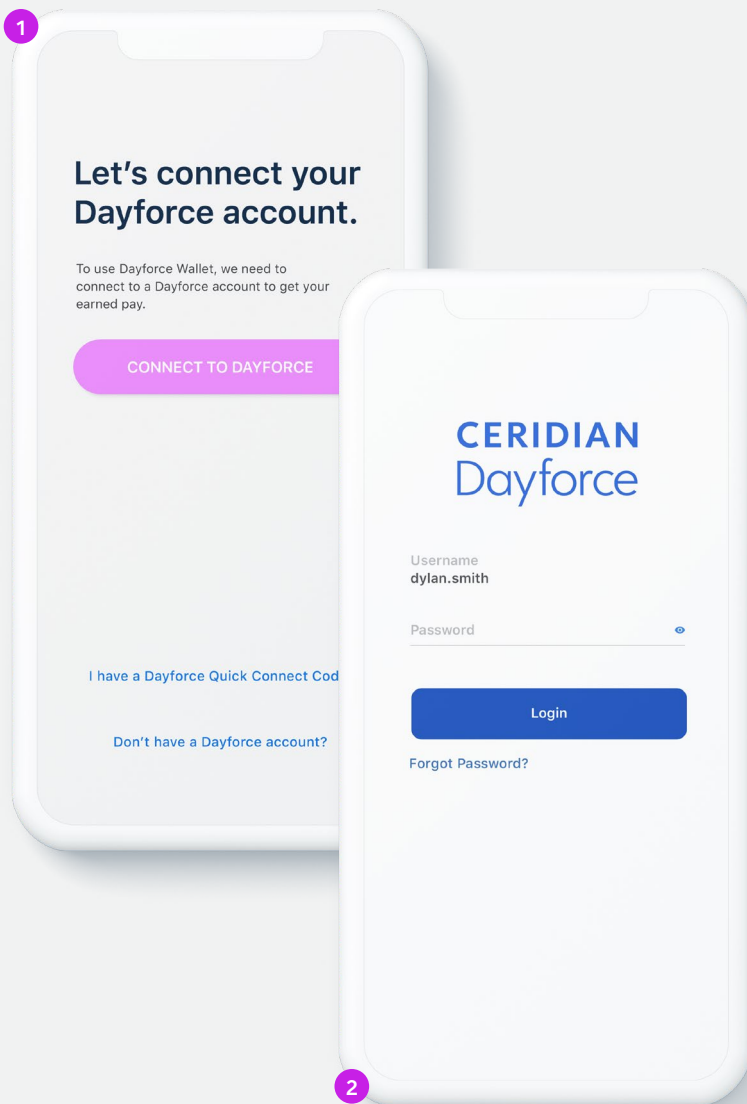 1
Let's connect your
Dayforce account.
To use Dayforce Wallet, we need to
connect to a Dayforce account to get your
earned pay.
CONNECT TO DAYFORCE
I have a Dayforce Quick Connect Cod
Don't have a Dayforce account?
CERIDIAN
Dayforce
Username
dylan.smith
Password
Login
Forgot Password?
2